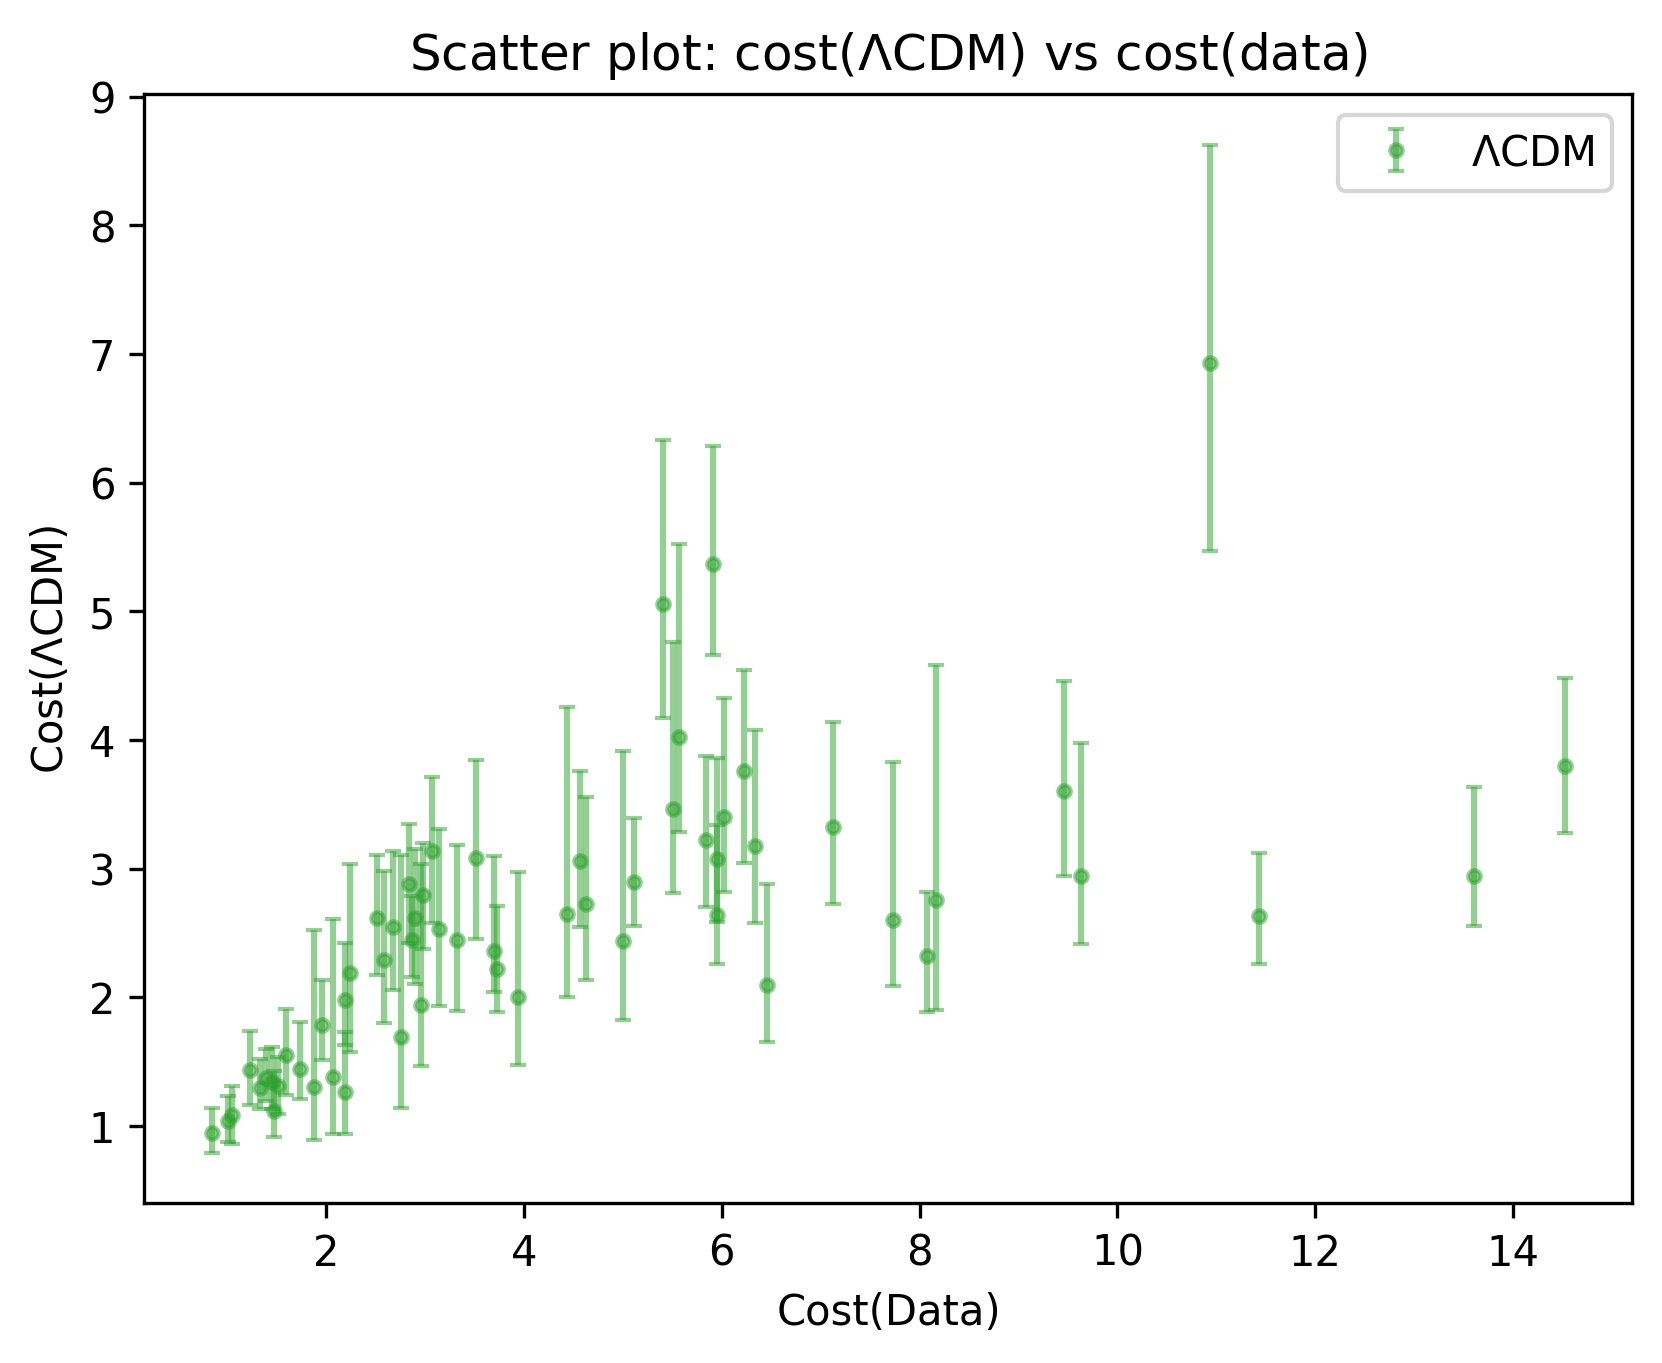 Scatter plot: cost(ΛCDM) vs cost(data)
ΛCDM
9
8
7
6
5
4
3
2
1
Cost(ΛCDM)
2 4 6 8 10 12 14
Cost(Data)